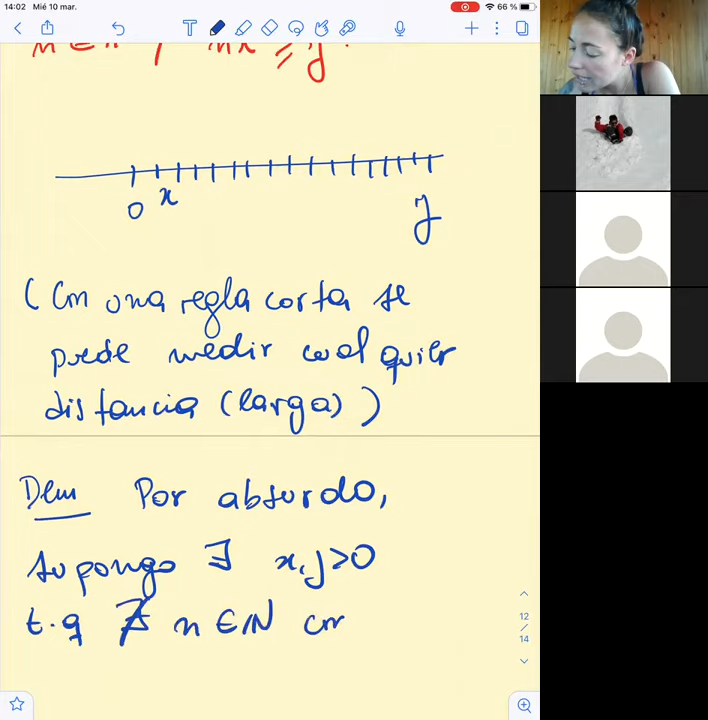 14:02 Mié 10 mar.
66 %
T
n ∈ N / nx ≥ y.
0 x y
(Con una regla corta se
puede medir cualquier
distancia (larga))
Dem Por absurdo,
supongo ∃ x,y>0
t.q ∄ n ∈ N con
12
/
14